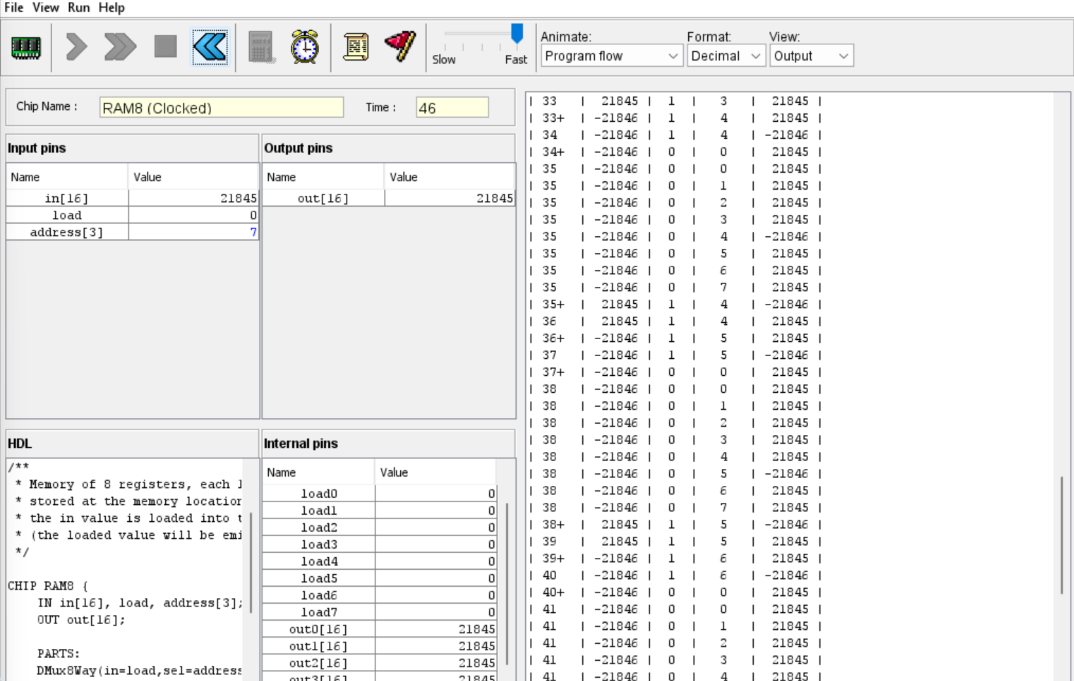 File View Run Help
Animate: Format: View:
Slow Fast Program flow Decimal Output
Chip Name : RAM8 (Clocked) Time : 46
Input pins
Name Value
in[16] 21845
load 0
address[3] 7
Output pins
Name Value
out[16] 21845
HDL
/**
* Memory of 8 registers, each
* stored at the memory location
* the in value is loaded into
* (the loaded value will be
*/
CHIP RAM8 {
IN in[16], load, address[3];
OUT out[16];
PARTS:
DMux8Way(in=load,sel=address
Internal pins
Name Value
load0 0
load1 0
load2 0
load3 0
load4 0
load5 0
load6 0
load7 0
out0[16] 21845
out1[16] 21845
out2[16] 21845
out3[16] 21845
| 33 | 21845 | 1 | 3 | 21845 |
| 33+ | -21846 | 1 | 4 | 21845 |
| 34 | -21846 | 1 | 4 | -21846 |
| 34+ | -21846 | 0 | 0 | 21845 |
| 35 | -21846 | 0 | 0 | 21845 |
| 35 | -21846 | 0 | 1 | 21845 |
| 35 | -21846 | 0 | 2 | 21845 |
| 35 | -21846 | 0 | 3 | 21845 |
| 35 | -21846 | 0 | 4 | -21846 |
| 35 | -21846 | 0 | 5 | 21845 |
| 35 | -21846 | 0 | 6 | 21845 |
| 35 | -21846 | 0 | 7 | 21845 |
| 35+ | 21845 | 1 | 4 | -21846 |
| 36 | 21845 | 1 | 4 | 21845 |
| 36+ | -21846 | 1 | 5 | 21845 |
| 37 | -21846 | 1 | 5 | -21846 |
| 37+ | -21846 | 0 | 0 | 21845 |
| 38 | -21846 | 0 | 0 | 21845 |
| 38 | -21846 | 0 | 1 | 21845 |
| 38 | -21846 | 0 | 2 | 21845 |
| 38 | -21846 | 0 | 3 | 21845 |
| 38 | -21846 | 0 | 4 | 21845 |
| 38 | -21846 | 0 | 5 | -21846 |
| 38 | -21846 | 0 | 6 | 21845 |
| 38 | -21846 | 0 | 7 | 21845 |
| 38+ | 21845 | 1 | 5 | -21846 |
| 39 | 21845 | 1 | 5 | 21845 |
| 39+ | -21846 | 1 | 6 | 21845 |
| 40 | -21846 | 1 | 6 | -21846 |
| 40+ | -21846 | 0 | 0 | 21845 |
| 41 | -21846 | 0 | 0 | 21845 |
| 41 | -21846 | 0 | 1 | 21845 |
| 41 | -21846 | 0 | 2 | 21845 |
| 41 | -21846 | 0 | 3 | 21845 |
| 41 | -21846 | 0 | 4 | 21845 |